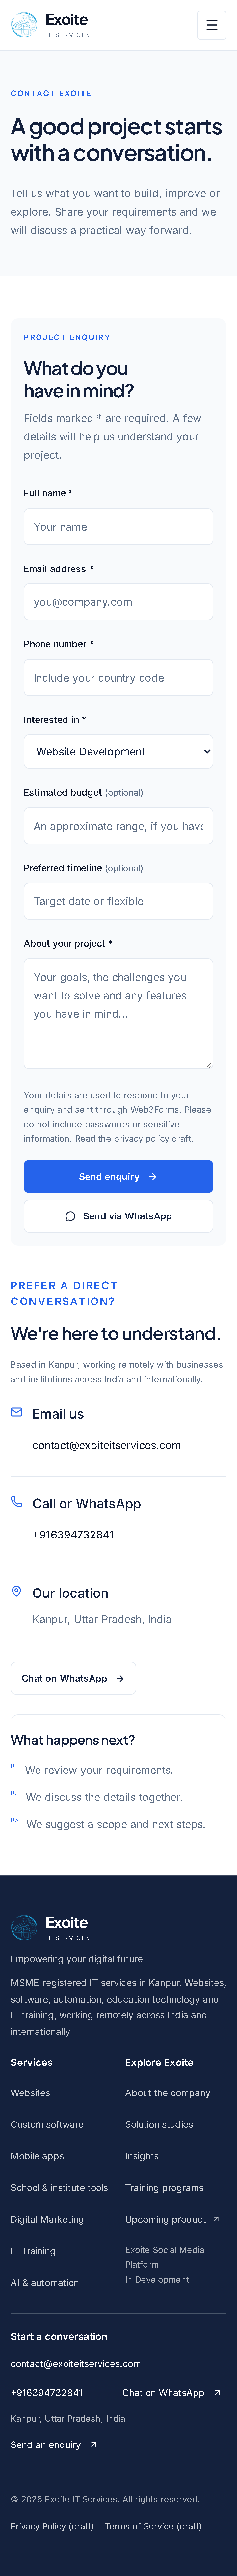 Exoite
IT SERVICES
CONTACT EXOITE
A good project starts
with a conversation.
Tell us what you want to build, improve or
explore. Share your requirements and we
will discuss a practical way forward.
PROJECT ENQUIRY
What do you
have in mind?
Fields marked * are required. A few
details will help us understand your
project.
Full name *
Your name
Email address *
you@company.com
Phone number *
Include your country code
Interested in *
Website Development
Estimated budget (optional)
An approximate range, if you have
Preferred timeline (optional)
Target date or flexible
About your project *
Your goals, the challenges you
want to solve and any features
you have in mind...
Your details are used to respond to your
enquiry and sent through Web3Forms. Please
do not include passwords or sensitive
information. Read the privacy policy draft.
Send enquiry →
Send via WhatsApp
PREFER A DIRECT
CONVERSATION?
We're here to understand.
Based in Kanpur, working remotely with businesses
and institutions across India and internationally.
Email us
contact@exoiteitservices.com
Call or WhatsApp
+916394732841
Our location
Kanpur, Uttar Pradesh, India
Chat on WhatsApp →
What happens next?
01 We review your requirements.
02 We discuss the details together.
03 We suggest a scope and next steps.
Exoite
IT SERVICES
Empowering your digital future
MSME-registered IT services in Kanpur. Websites,
software, automation, education technology and
IT training, working remotely across India and
internationally.
Services
Websites
Custom software
Mobile apps
School & institute tools
Digital Marketing
IT Training
AI & automation
Explore Exoite
About the company
Solution studies
Insights
Training programs
Upcoming product ↗
Exoite Social Media
Platform
In Development
Start a conversation
contact@exoiteitservices.com
+916394732841 Chat on WhatsApp ↗
Kanpur, Uttar Pradesh, India
Send an enquiry ↗
© 2026 Exoite IT Services. All rights reserved.
Privacy Policy (draft) Terms of Service (draft)